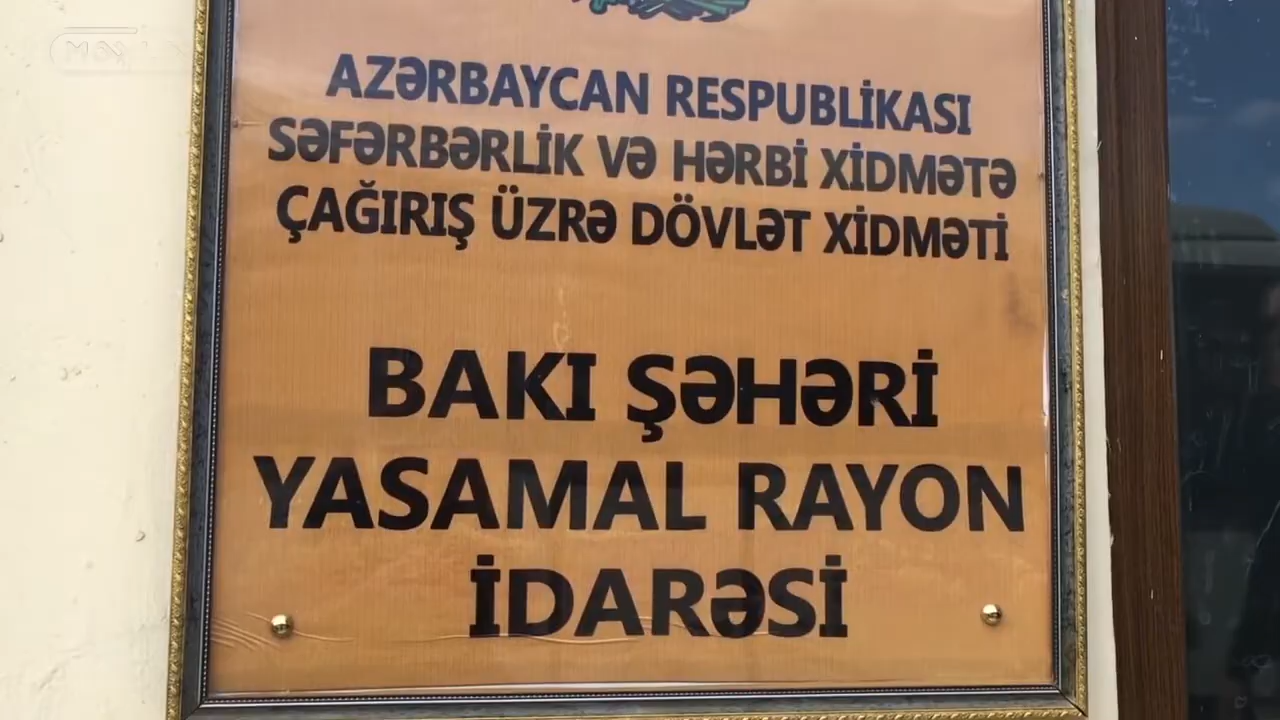 AZƏRBAYCAN RESPUBLİKASI
SƏFƏRBƏRLİK VƏ HƏRBİ XİDMƏTƏ
ÇAĞIRIŞ ÜZRƏ DÖVLƏT XİDMƏTİ
BAKI ŞƏHƏRİ
YASAMAL RAYON
İDARƏSİ